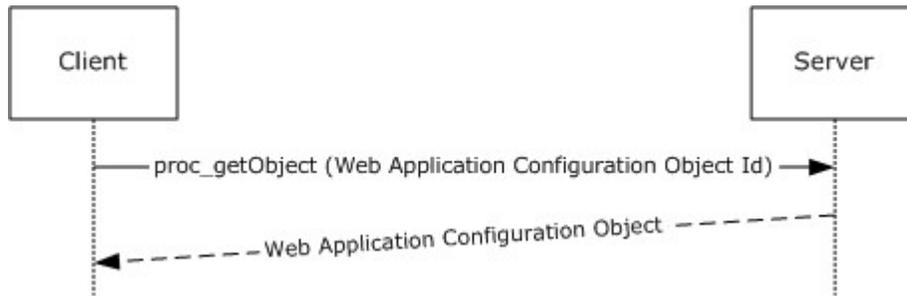 Client
Server
proc_getObject (Web Application Configuration Object Id)
Web Application Configuration Object